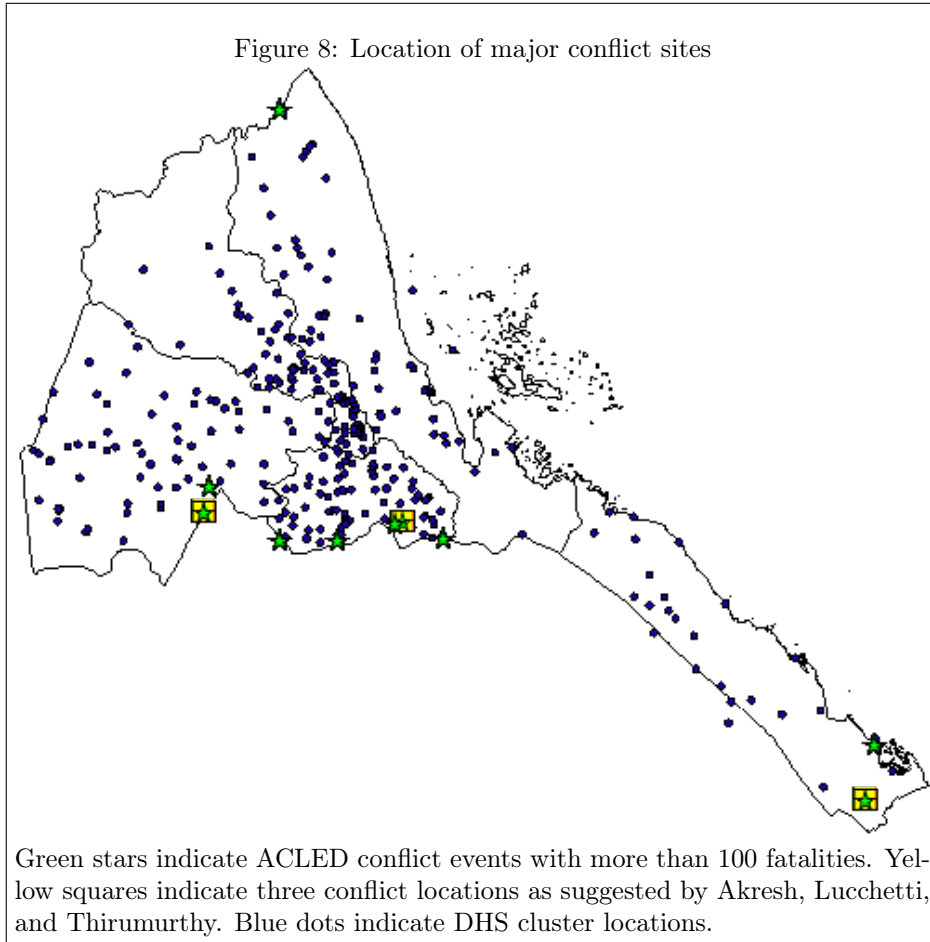 Figure 8: Location of major conflict sites
Green stars indicate ACLED conflict events with more than 100 fatalities. Yel-
low squares indicate three conflict locations as suggested by Akresh, Lucchetti,
and Thirumurthy. Blue dots indicate DHS cluster locations.